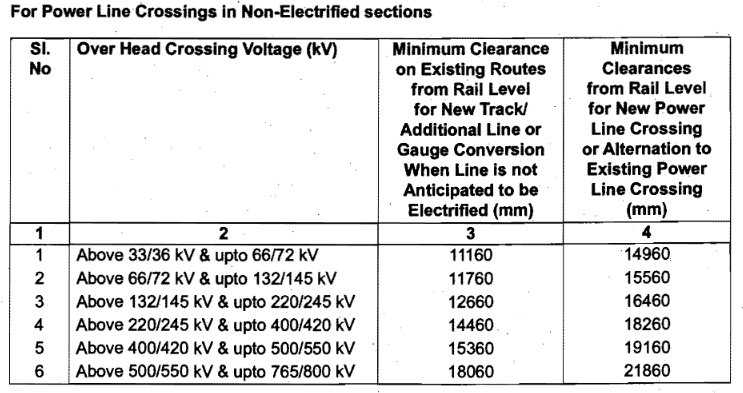 For Power Line Crossings in Non-Electrified sections
Sl. No | Over Head Crossing Voltage (kV) | Minimum Clearance on Existing Routes from Rail Level for New Track/ Additional Line or Gauge Conversion When Line is not Anticipated to be Electrified (mm) | Minimum Clearances from Rail Level for New Power Line Crossing or Alternation to Existing Power Line Crossing (mm)
1 | 2 | 3 | 4
1 | Above 33/36 kV & upto 66/72 kV | 11160 | 14960
2 | Above 66/72 kV & upto 132/145 kV | 11760 | 15560
3 | Above 132/145 kV & upto 220/245 kV | 12660 | 16460
4 | Above 220/245 kV & upto 400/420 kV | 14460 | 18260
5 | Above 400/420 kV & upto 500/550 kV | 15360 | 19160
6 | Above 500/550 kV & upto 765/800 kV | 18060 | 21860